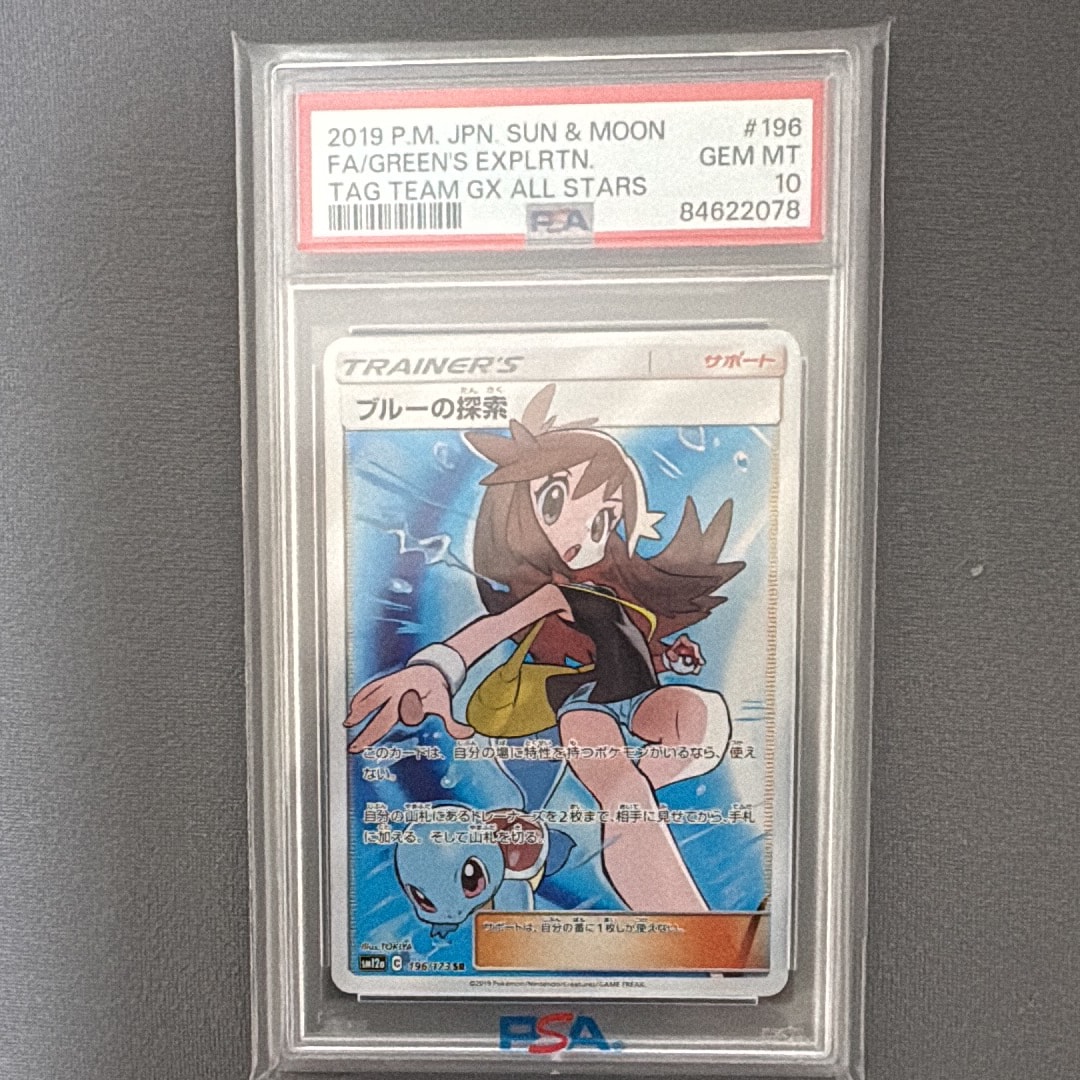 2019 P.M. JPN. SUN & MOON #196
FA/GREEN'S EXPLRTN. GEM MT
TAG TEAM GX ALL STARS 10
PSA 84622078
TRAINER'S サポート
たん さく
ブルーの探索
このカードは、自分の場に特性を持つポケモンがいるなら、使え
ない。
自分の山札にあるトレーナーズを2枚まで、相手に見せてから、手札
に加える。そして山札を切る。
サポートは、自分の番に1枚しか使えない。
illus. TOKIYA
sm12a C 196/173 SR
©2019 Pokémon/Nintendo/Creatures/GAME FREAK.
PSA